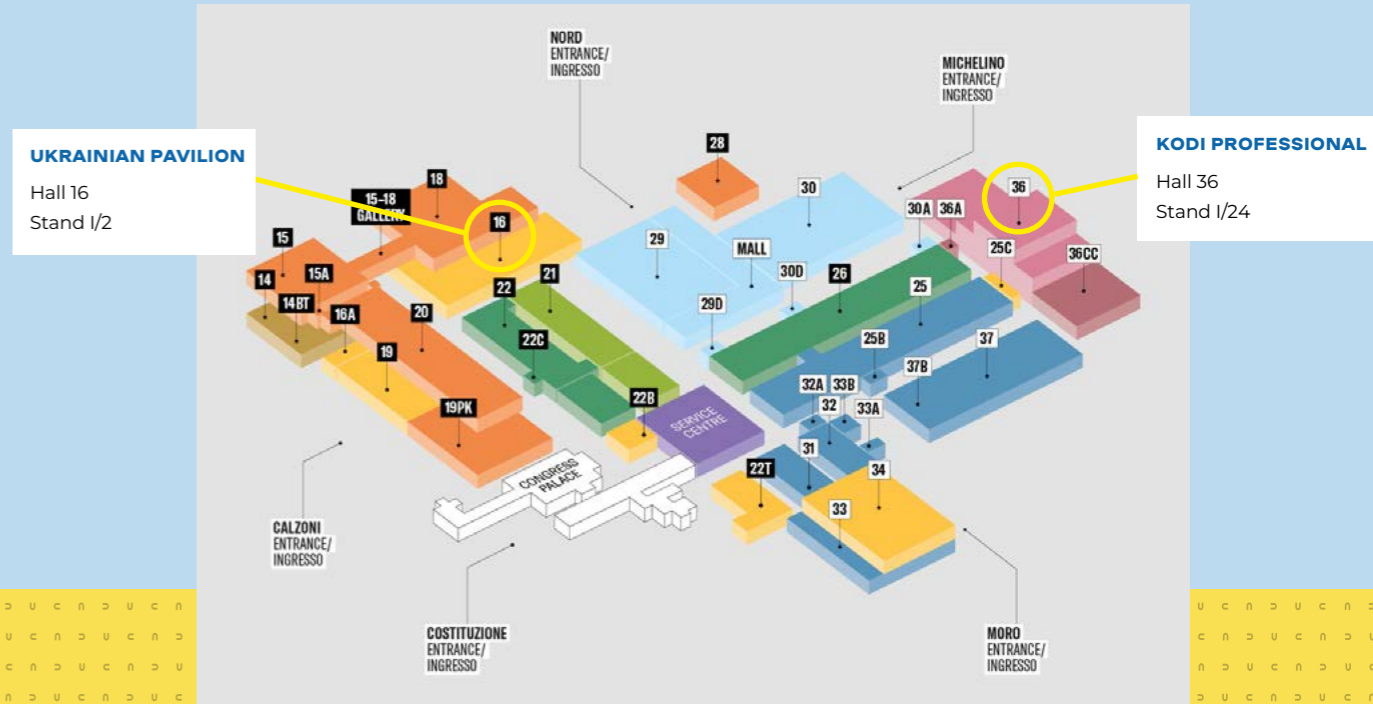 NORD
ENTRANCE/
INGRESSO
MICHELINO
ENTRANCE/
INGRESSO
UKRAINIAN PAVILION
Hall 16
Stand I/2
KODI PROFESSIONAL
Hall 36
Stand I/24
28
18
15-18
GALLERY
30
36
16
30A
36A
15
29
MALL
25C
36CC
15A
14
14BT
16A
20
22
21
30D
26
25
29D
22C
19
25B
37
37B
32A
33B
32
33A
19PK
22B
SERVICE
CENTRE
31
34
22T
CONGRESS
PALACE
33
CALZONI
ENTRANCE/
INGRESSO
COSTITUZIONE
ENTRANCE/
INGRESSO
MORO
ENTRANCE/
INGRESSO